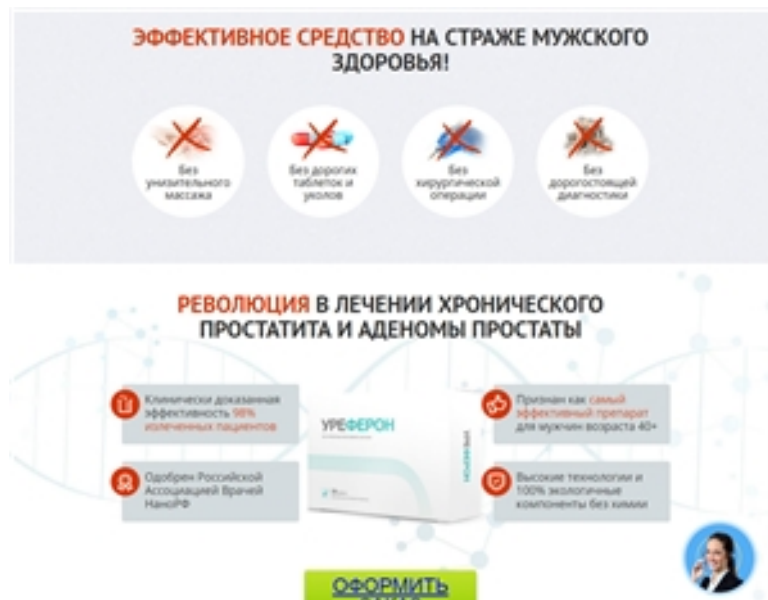 ЭФФЕКТИВНОЕ СРЕДСТВО НА СТРАЖЕ МУЖСКОГО
ЗДОРОВЬЯ!
Без
унизительного
массажа
Без дорогих
таблеток и
уколов
Без
хирургической
операции
Без
дорогостоящей
диагностики
РЕВОЛЮЦИЯ В ЛЕЧЕНИИ ХРОНИЧЕСКОГО
ПРОСТАТИТА И АДЕНОМЫ ПРОСТАТЫ
Клинически доказанная
эффективность 98%
излеченных пациентов
Одобрен Российской
Ассоциацией Врачей
НаноРФ
УРЕФЕРОН
УРЕФЕРОН
Признан как самый
эффективный препарат
для мужчин возраста 40+
Высокие технологии и
100% экологичные
компоненты без химии
ОФОРМИТЬ